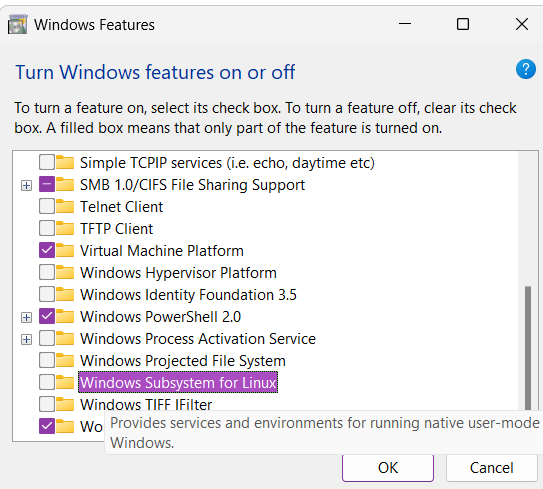 Windows Features
Turn Windows features on or off
?
To turn a feature on, select its check box. To turn a feature off, clear its check
box. A filled box means that only part of the feature is turned on.
Simple TCPIP services (i.e. echo, daytime etc)
SMB 1.0/CIFS File Sharing Support
Telnet Client
TFTP Client
Virtual Machine Platform
Windows Hypervisor Platform
Windows Identity Foundation 3.5
Windows PowerShell 2.0
Windows Process Activation Service
Windows Projected File System
Windows Subsystem for Linux
Windows TIFF IFilter
Wo
Provides services and environments for running native user-mode
Windows.
OK
Cancel